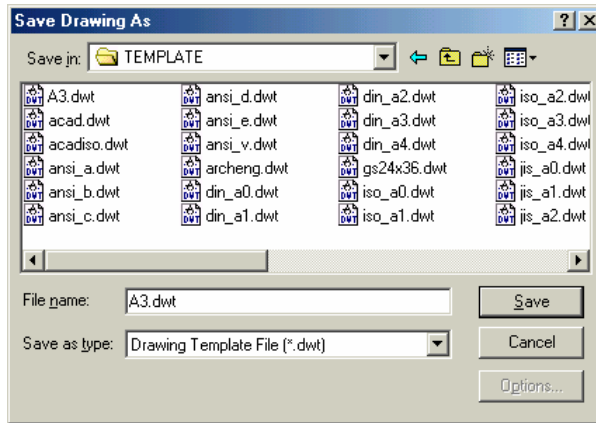 Save Drawing As
Save in: TEMPLATE
A3.dwt ansi_d.dwt din_a2.dwt iso_a2.dwt
acad.dwt ansi_e.dwt din_a3.dwt iso_a3.dwt
acadiso.dwt ansi_v.dwt din_a4.dwt iso_a4.dwt
ansi_a.dwt archeng.dwt gs24x36.dwt jis_a0.dwt
ansi_b.dwt din_a0.dwt iso_a0.dwt jis_a1.dwt
ansi_c.dwt din_a1.dwt iso_a1.dwt jis_a2.dwt
File name: A3.dwt Save
Save as type: Drawing Template File (*.dwt) Cancel
Options...